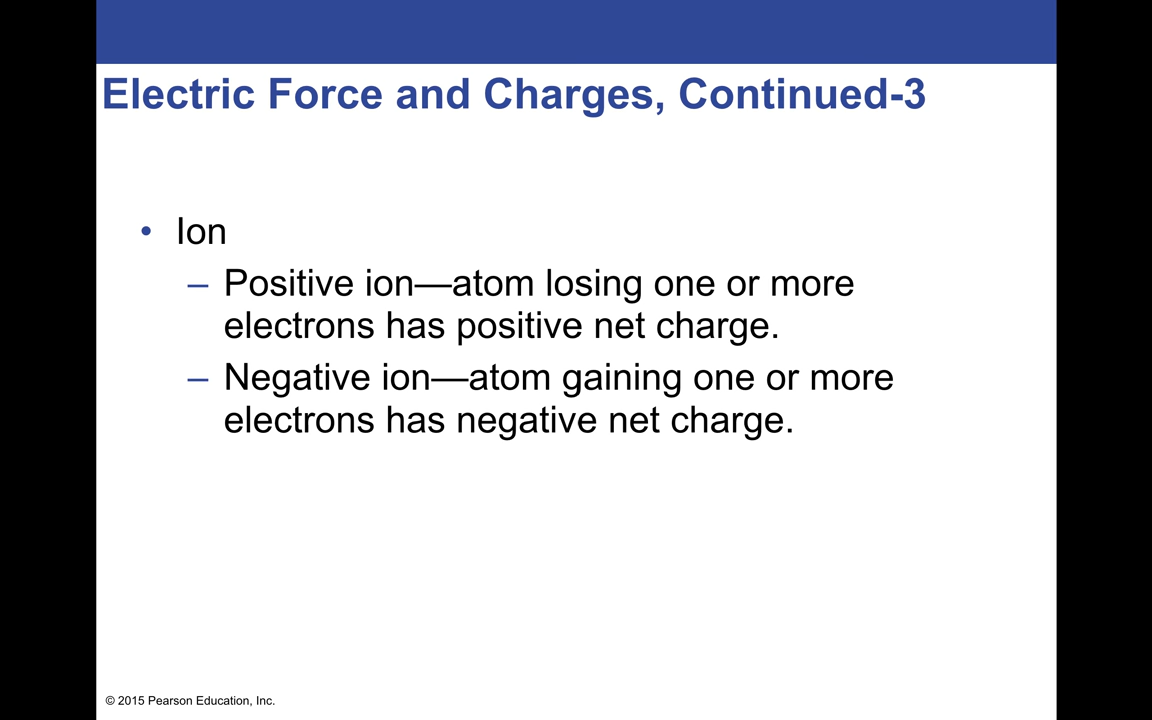 Electric Force and Charges, Continued-3
• Ion
– Positive ion—atom losing one or more
electrons has positive net charge.
– Negative ion—atom gaining one or more
electrons has negative net charge.
© 2015 Pearson Education, Inc.